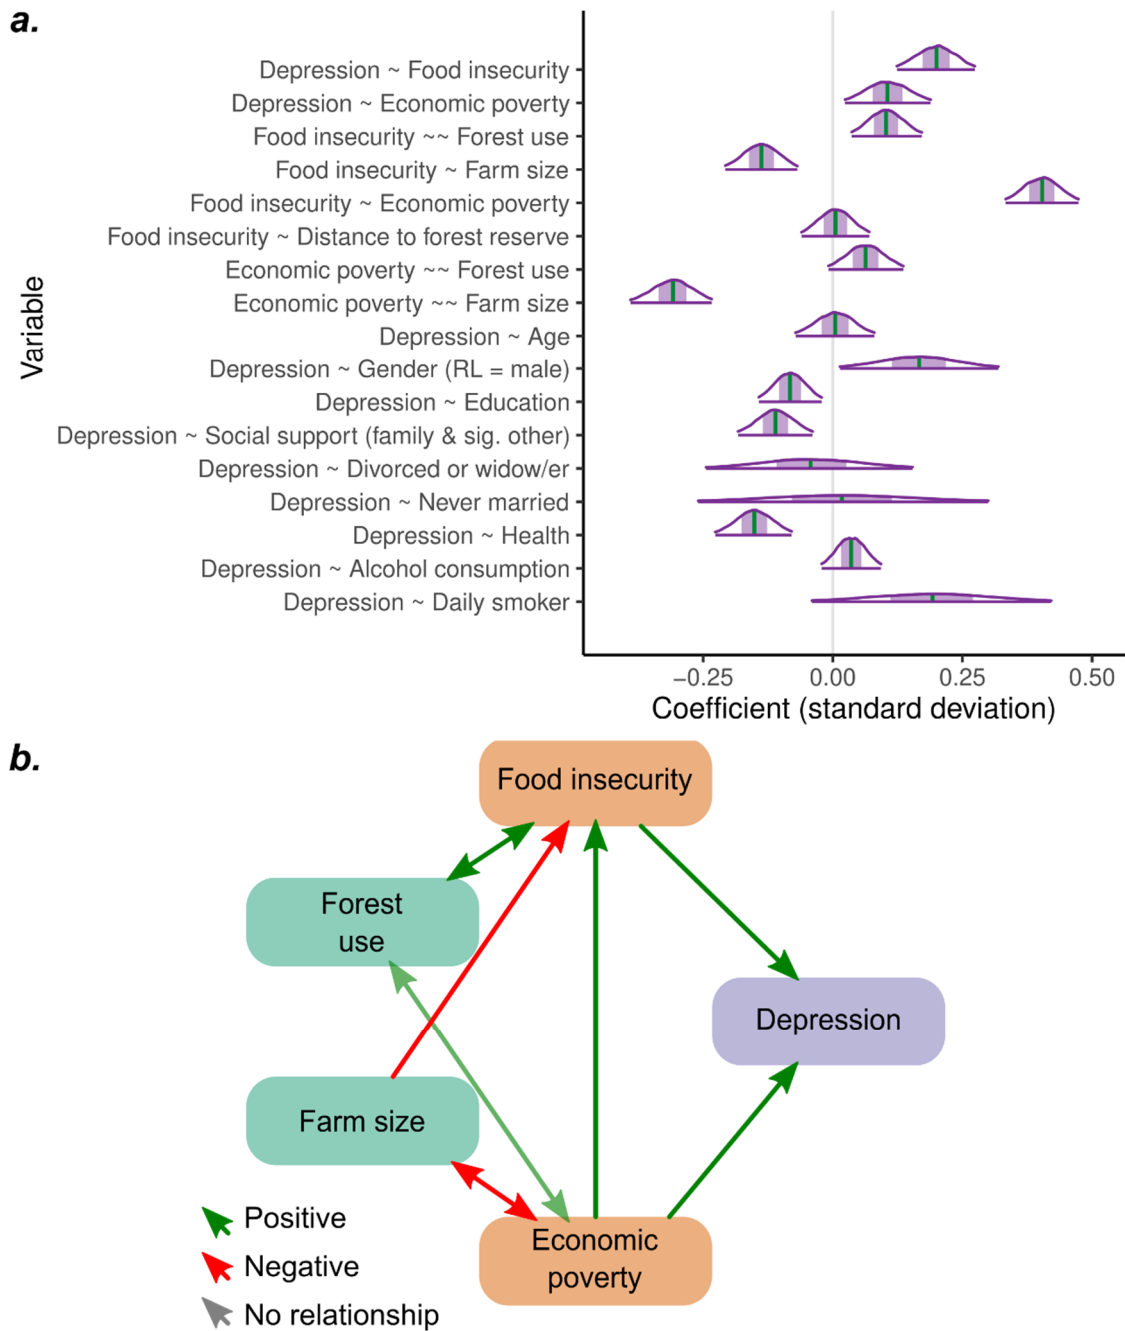 a.
Depression ~ Food insecurity
Depression ~ Economic poverty
Food insecurity ~~ Forest use
Food insecurity ~ Farm size
Food insecurity ~ Economic poverty
Food insecurity ~ Distance to forest reserve
Economic poverty ~~ Forest use
Economic poverty ~~ Farm size
Depression ~ Age
Depression ~ Gender (RL = male)
Depression ~ Education
Depression ~ Social support (family & sig. other)
Depression ~ Divorced or widow/er
Depression ~ Never married
Depression ~ Health
Depression ~ Alcohol consumption
Depression ~ Daily smoker
Variable
−0.25 0.00 0.25 0.50
Coefficient (standard deviation)
b.
Food insecurity
Forest
use
Depression
Farm size
Economic
poverty
Positive
Negative
No relationship